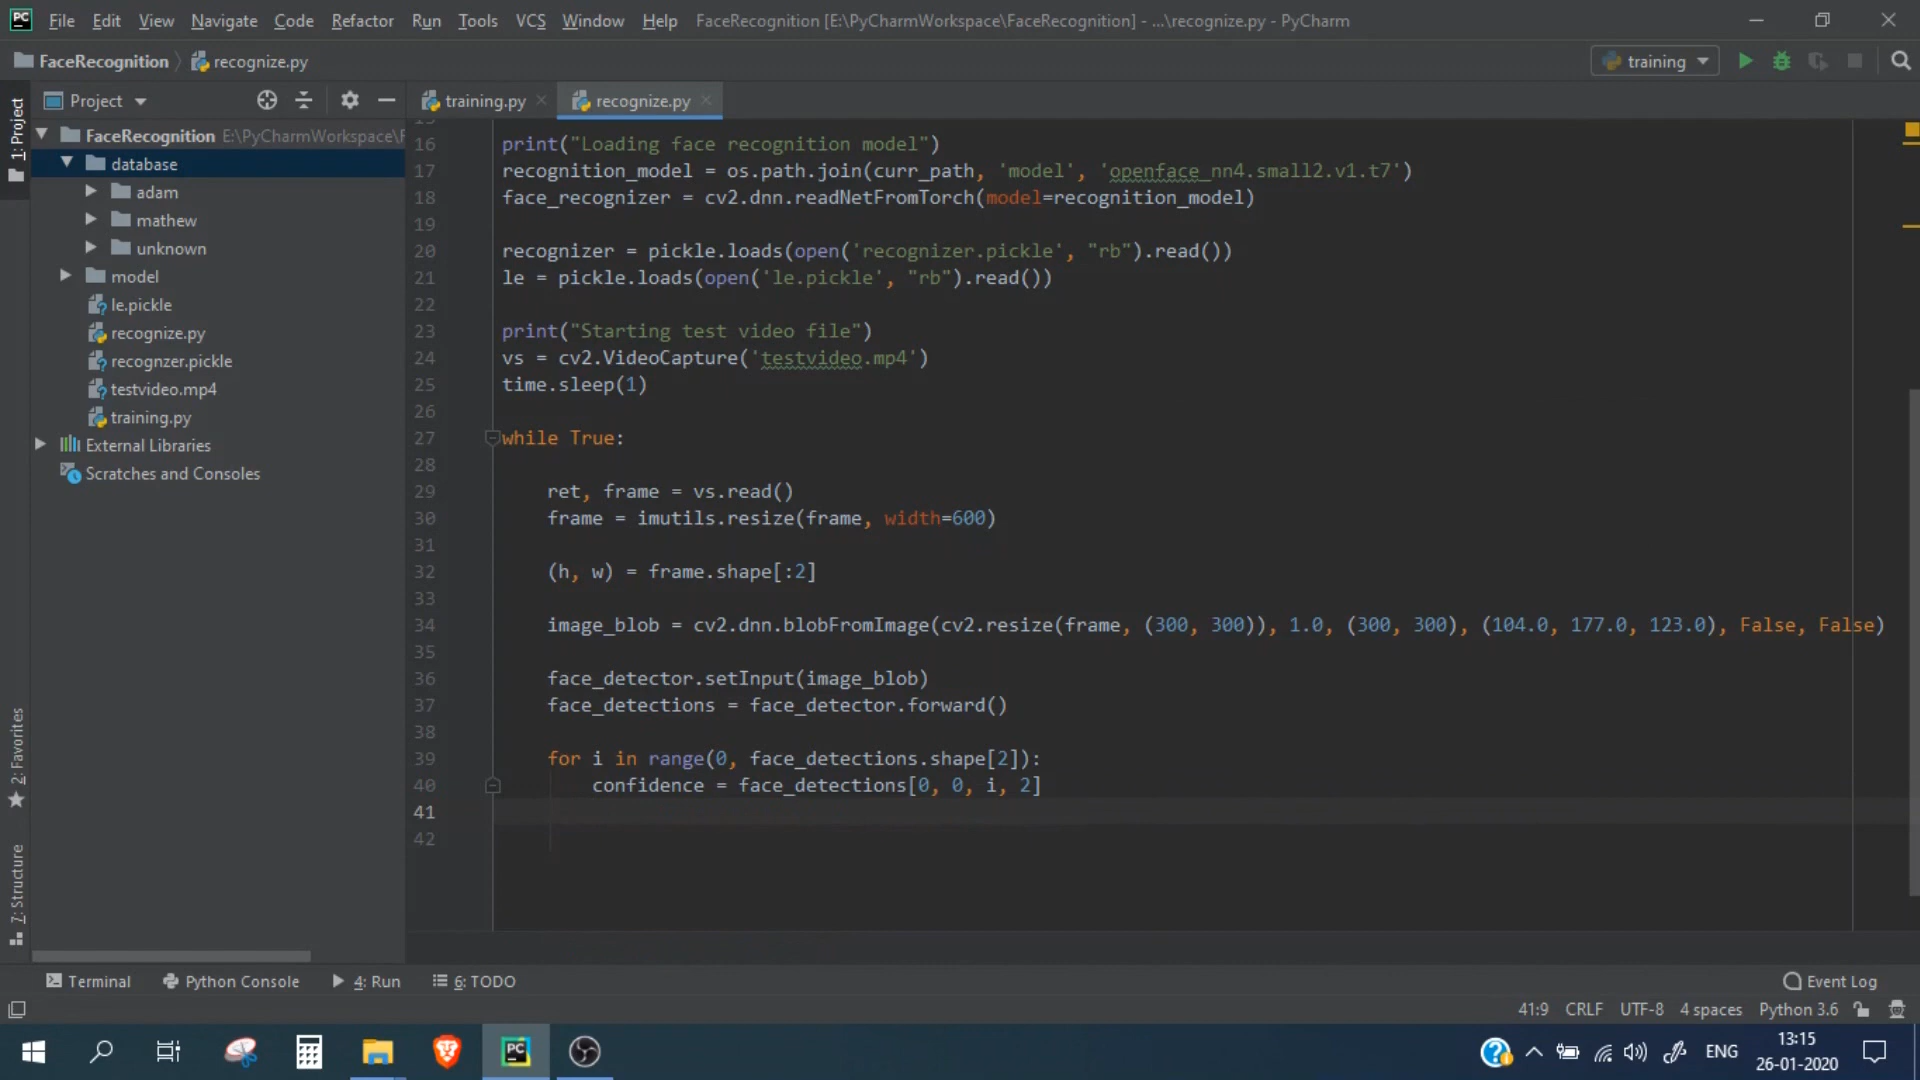 PC File Edit View Navigate Code Refactor Run Tools VCS Window Help FaceRecognition [E:\PyCharmWorkspace\FaceRecognition] - ...\recognize.py - PyCharm
FaceRecognition recognize.py training
Project training.py recognize.py
1: Project
FaceRecognition E:\PyCharmWorkspace\F
database
adam
mathew
unknown
model
le.pickle
recognize.py
recognzer.pickle
testvideo.mp4
training.py
External Libraries
Scratches and Consoles
2: Favorites
7: Structure
16 print("Loading face recognition model")
17 recognition_model = os.path.join(curr_path, 'model', 'openface_nn4.small2.v1.t7')
18 face_recognizer = cv2.dnn.readNetFromTorch(model=recognition_model)
19
20 recognizer = pickle.loads(open('recognizer.pickle', "rb").read())
21 le = pickle.loads(open('le.pickle', "rb").read())
22
23 print("Starting test video file")
24 vs = cv2.VideoCapture('testvideo.mp4')
25 time.sleep(1)
26
27 while True:
28
29 ret, frame = vs.read()
30 frame = imutils.resize(frame, width=600)
31
32 (h, w) = frame.shape[:2]
33
34 image_blob = cv2.dnn.blobFromImage(cv2.resize(frame, (300, 300)), 1.0, (300, 300), (104.0, 177.0, 123.0), False, False)
35
36 face_detector.setInput(image_blob)
37 face_detections = face_detector.forward()
38
39 for i in range(0, face_detections.shape[2]):
40 confidence = face_detections[0, 0, i, 2]
41
42
Terminal Python Console 4: Run 6: TODO Event Log
41:9 CRLF UTF-8 4 spaces Python 3.6
PC ENG 13:15
26-01-2020